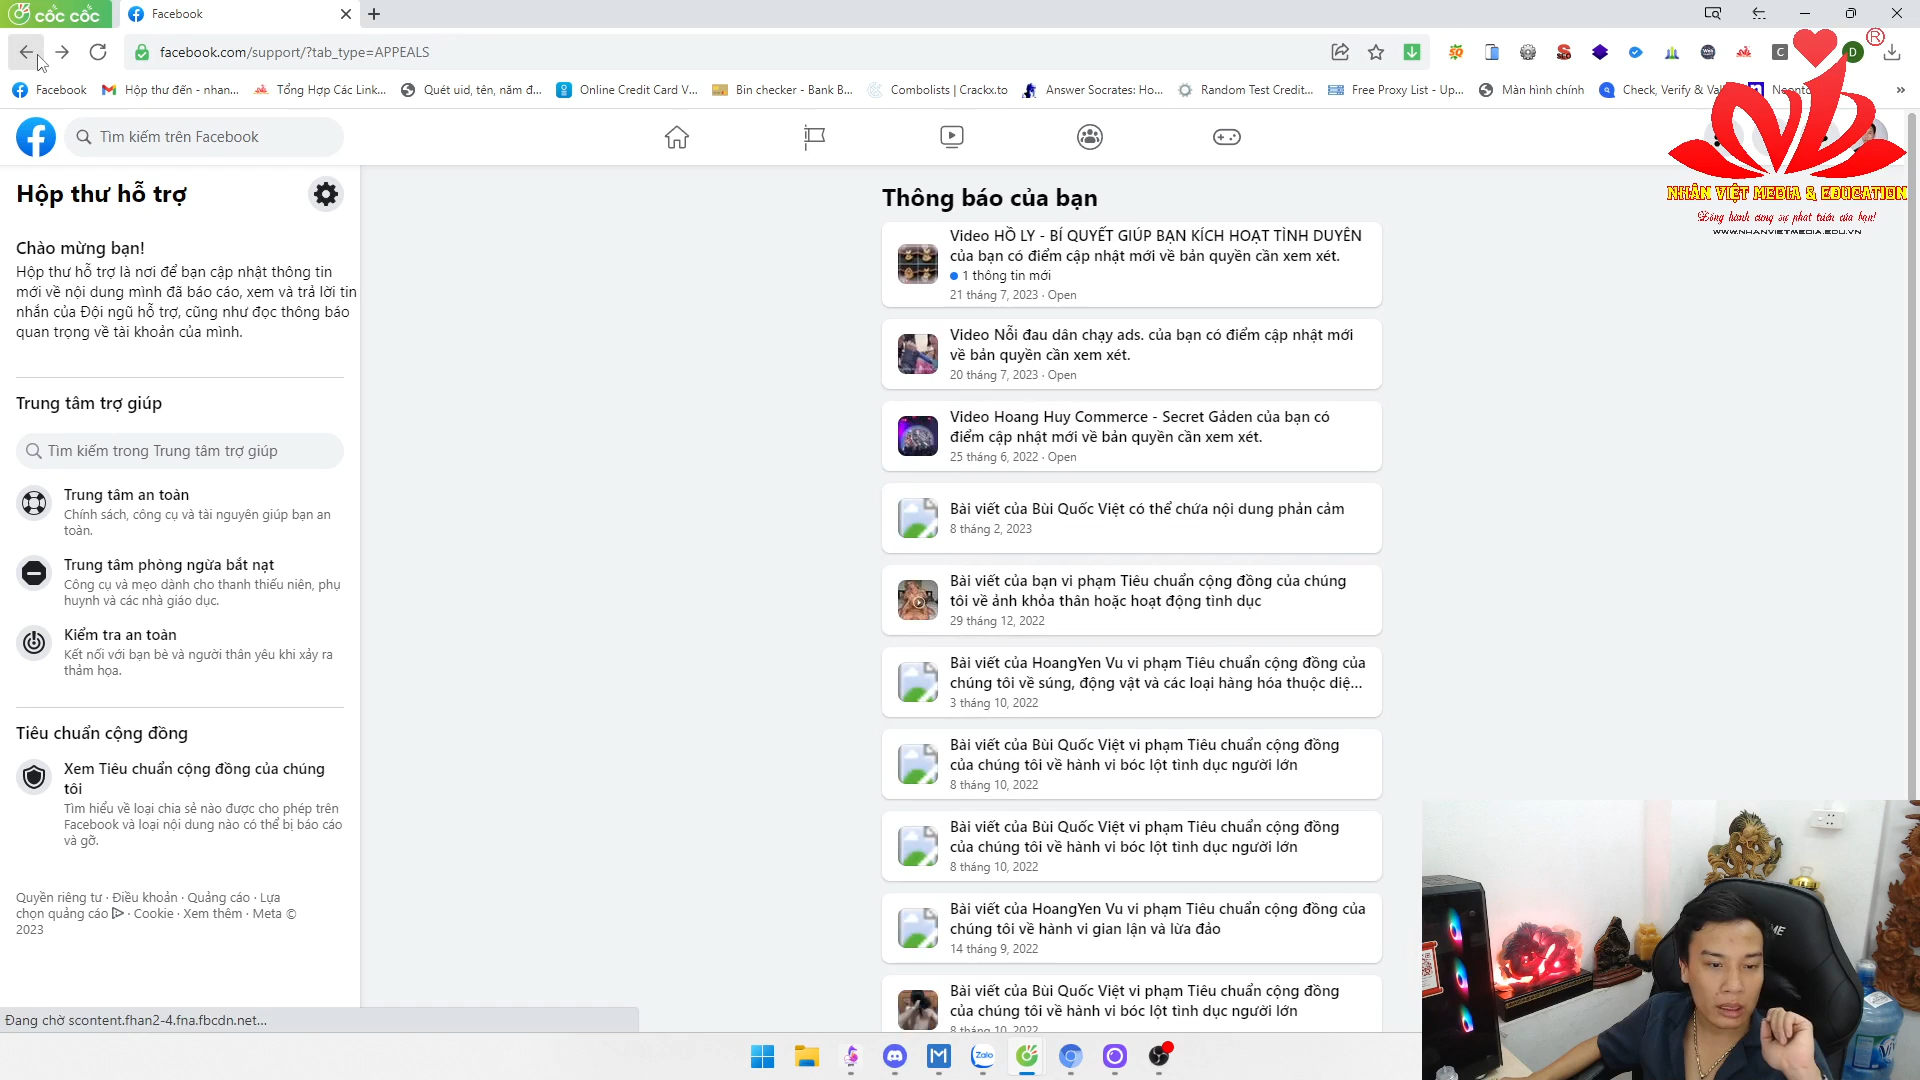 cốc cốc
Facebook
facebook.com/support/?tab_type=APPEALS
Facebook
Hộp thư đến - nhan...
Tổng Hợp Các Link...
Quét uid, tên, năm đ...
Online Credit Card V...
Bin checker - Bank B...
Combolists | Crackx.to
Answer Socrates: Ho...
Random Test Credit...
Free Proxy List - Up...
Màn hình chính
Check, Verify & Val
®
NHÂN VIỆT MEDIA & EDUCATION
Đồng hành cùng sự phát triển của bạn!
WWW.NHANVIETMEDIA.EDU.VN
Tìm kiếm trên Facebook
Hộp thư hỗ trợ
Chào mừng bạn!
Hộp thư hỗ trợ là nơi để bạn cập nhật thông tin
mới về nội dung mình đã báo cáo, xem và trả lời tin
nhắn của Đội ngũ hỗ trợ, cũng như đọc thông báo
quan trọng về tài khoản của mình.
Trung tâm trợ giúp
Tìm kiếm trong Trung tâm trợ giúp
Trung tâm an toàn
Chính sách, công cụ và tài nguyên giúp bạn an
toàn.
Trung tâm phòng ngừa bắt nạt
Công cụ và mẹo dành cho thanh thiếu niên, phụ
huynh và các nhà giáo dục.
Kiểm tra an toàn
Kết nối với bạn bè và người thân yêu khi xảy ra
thảm họa.
Tiêu chuẩn cộng đồng
Xem Tiêu chuẩn cộng đồng của chúng
tôi
Tìm hiểu về loại chia sẻ nào được cho phép trên
Facebook và loại nội dung nào có thể bị báo cáo
và gỡ.
Quyền riêng tư · Điều khoản · Quảng cáo · Lựa
chọn quảng cáo · Cookie · Xem thêm · Meta ©
2023
Đang chờ scontent.fhan2-4.fna.fbcdn.net...
Thông báo của bạn
Video HỒ LY - BÍ QUYẾT GIÚP BẠN KÍCH HOẠT TÌNH DUYÊN
của bạn có điểm cập nhật mới về bản quyền cần xem xét.
1 thông tin mới
21 tháng 7, 2023 · Open
Video Nỗi đau dân chạy ads. của bạn có điểm cập nhật mới
về bản quyền cần xem xét.
20 tháng 7, 2023 · Open
Video Hoang Huy Commerce - Secret Gảden của bạn có
điểm cập nhật mới về bản quyền cần xem xét.
25 tháng 6, 2022 · Open
Bài viết của Bùi Quốc Việt có thể chứa nội dung phản cảm
8 tháng 2, 2023
Bài viết của bạn vi phạm Tiêu chuẩn cộng đồng của chúng
tôi về ảnh khỏa thân hoặc hoạt động tình dục
29 tháng 12, 2022
Bài viết của HoangYen Vu vi phạm Tiêu chuẩn cộng đồng của
chúng tôi về súng, động vật và các loại hàng hóa thuộc diệ...
3 tháng 10, 2022
Bài viết của Bùi Quốc Việt vi phạm Tiêu chuẩn cộng đồng
của chúng tôi về hành vi bóc lột tình dục người lớn
8 tháng 10, 2022
Bài viết của Bùi Quốc Việt vi phạm Tiêu chuẩn cộng đồng
của chúng tôi về hành vi bóc lột tình dục người lớn
8 tháng 10, 2022
Bài viết của HoangYen Vu vi phạm Tiêu chuẩn cộng đồng của
chúng tôi về hành vi gian lận và lừa đảo
14 tháng 9, 2022
Bài viết của Bùi Quốc Việt vi phạm Tiêu chuẩn cộng đồng
của chúng tôi về hành vi bóc lột tình dục người lớn
8 tháng 10, 2022
Zalo